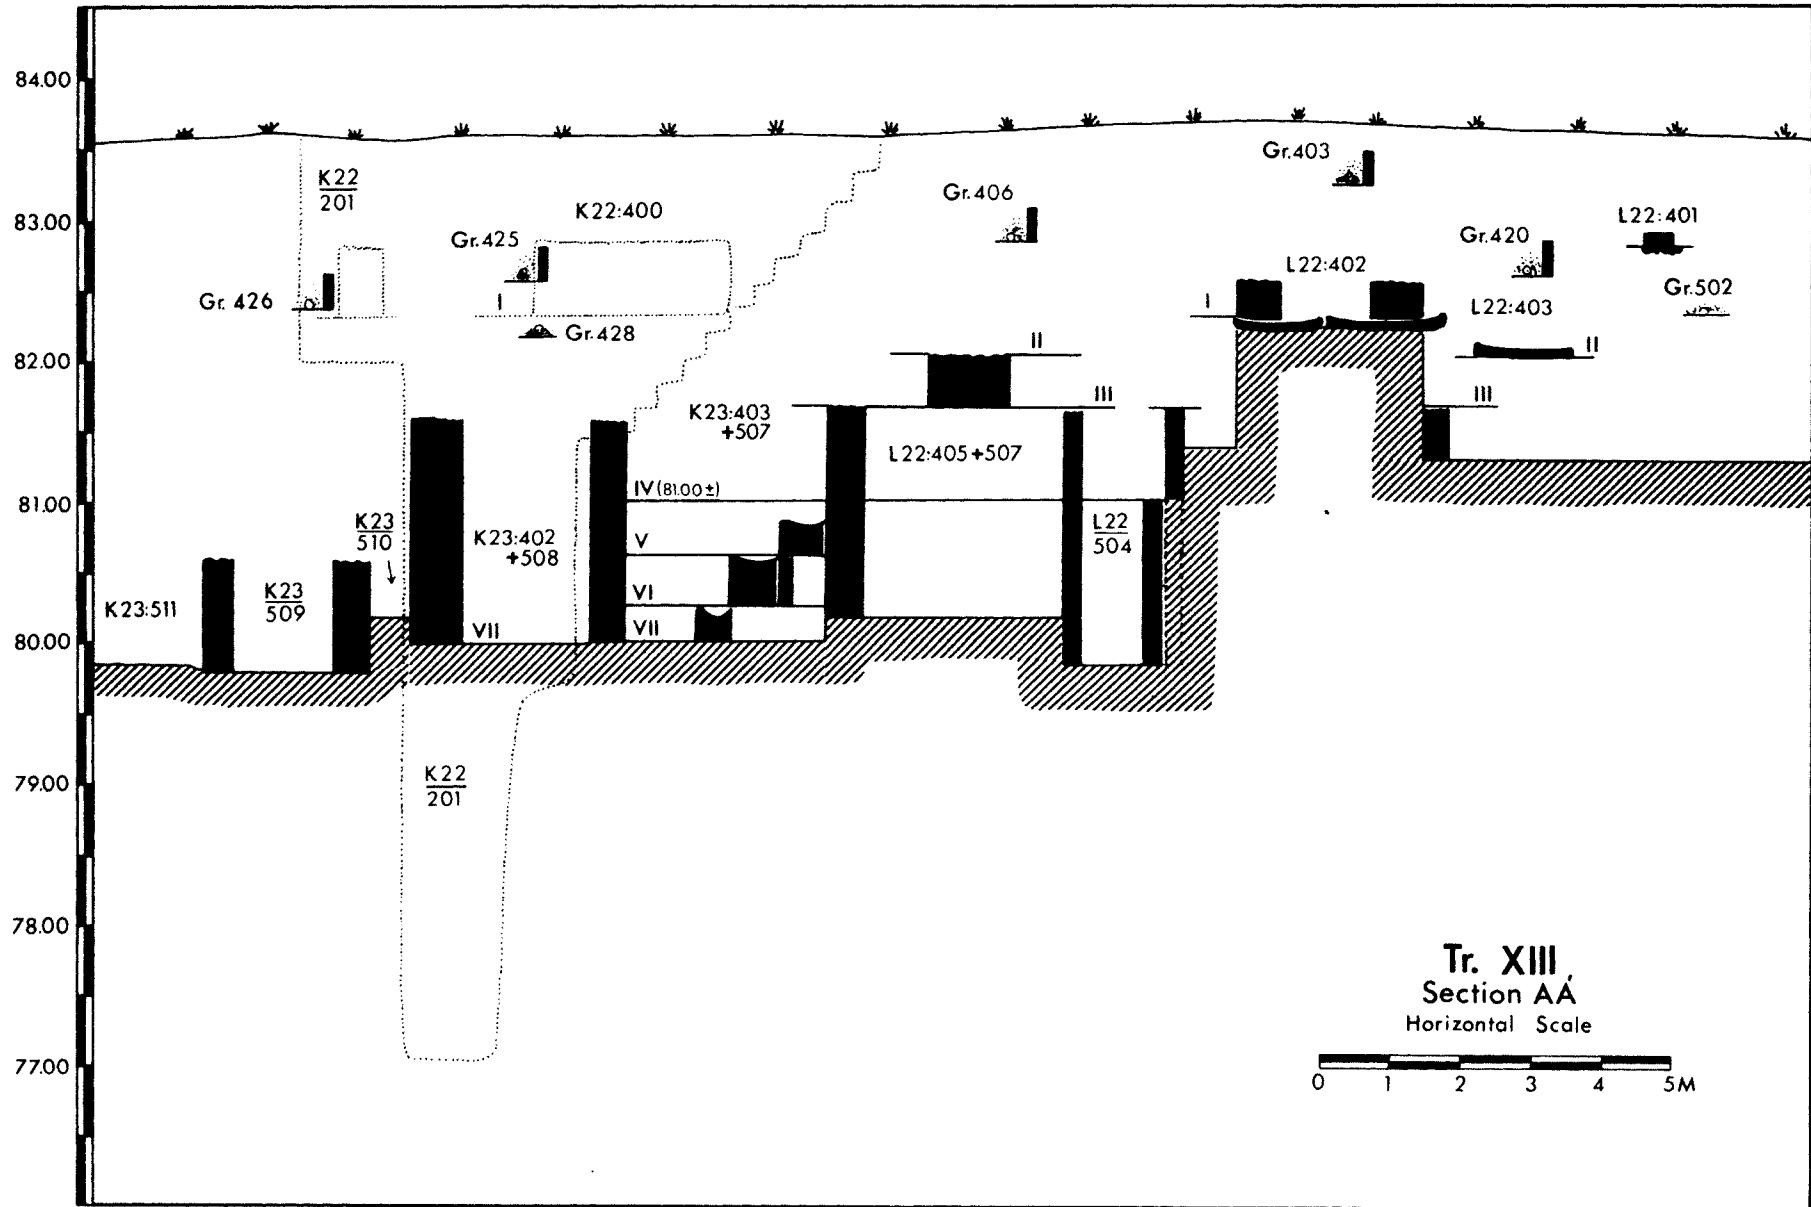 84.00
83.00
82.00
81.00
80.00
79.00
78.00
77.00
K22
201
Gr. 426
Gr.425
K22:400
I
Gr.428
Gr.406
Gr.403
L22:401
Gr.420
L22:402
Gr.502
I
L22:403
II
II
III
III
K23:403
+507
L22:405+507
IV (81.00±)
K23
510
K23:402
+508
V
L22
504
K23:511
K23
509
VI
VII
VII
K22
201
Tr. XIII
Section AA'
Horizontal Scale
0 1 2 3 4 5M